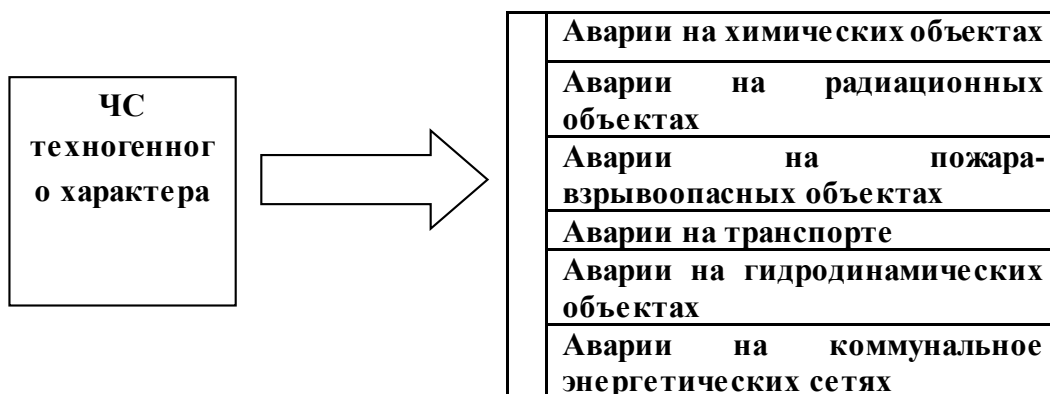 ЧС
техногенног
о характера
Аварии на химических объектах
Аварии на радиационных
объектах
Аварии на пожара-
взрывоопасных объектах
Аварии на транспорте
Аварии на гидродинамических
объектах
Аварии на коммунальное
энергетических сетях